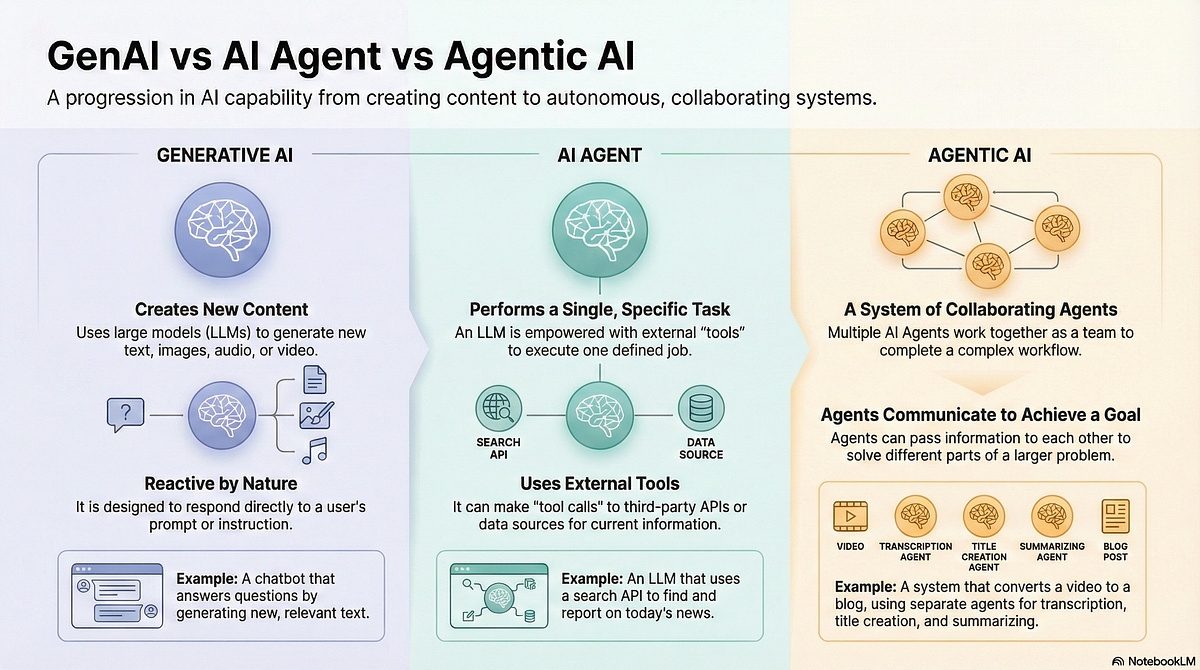 GenAI vs AI Agent vs Agentic AI
A progression in AI capability from creating content to autonomous, collaborating systems.
GENERATIVE AI
Creates New Content
Uses large models (LLMs) to generate new
text, images, audio, or video.
?
Reactive by Nature
It is designed to respond directly to a user's
prompt or instruction.
Example: A chatbot that
answers questions by
generating new, relevant text.
AI AGENT
Performs a Single, Specific Task
An LLM is empowered with external "tools"
to execute one defined job.
SEARCH
API
DATA
SOURCE
Uses External Tools
It can make "tool calls" to third-party APIs or
data sources for current information.
Example: An LLM that uses
a search API to find and
report on today's news.
AGENTIC AI
A System of Collaborating Agents
Multiple AI Agents work together as a team to
complete a complex workflow.
Agents Communicate to Achieve a Goal
Agents can pass information to each other to
solve different parts of a larger problem.
VIDEO
TRANSCRIPTION
AGENT
TITLE
CREATION
AGENT
SUMMARIZING
AGENT
BLOG
POST
Example: A system that converts a video to a
blog, using separate agents for transcription,
title creation, and summarizing.
NotebookLM